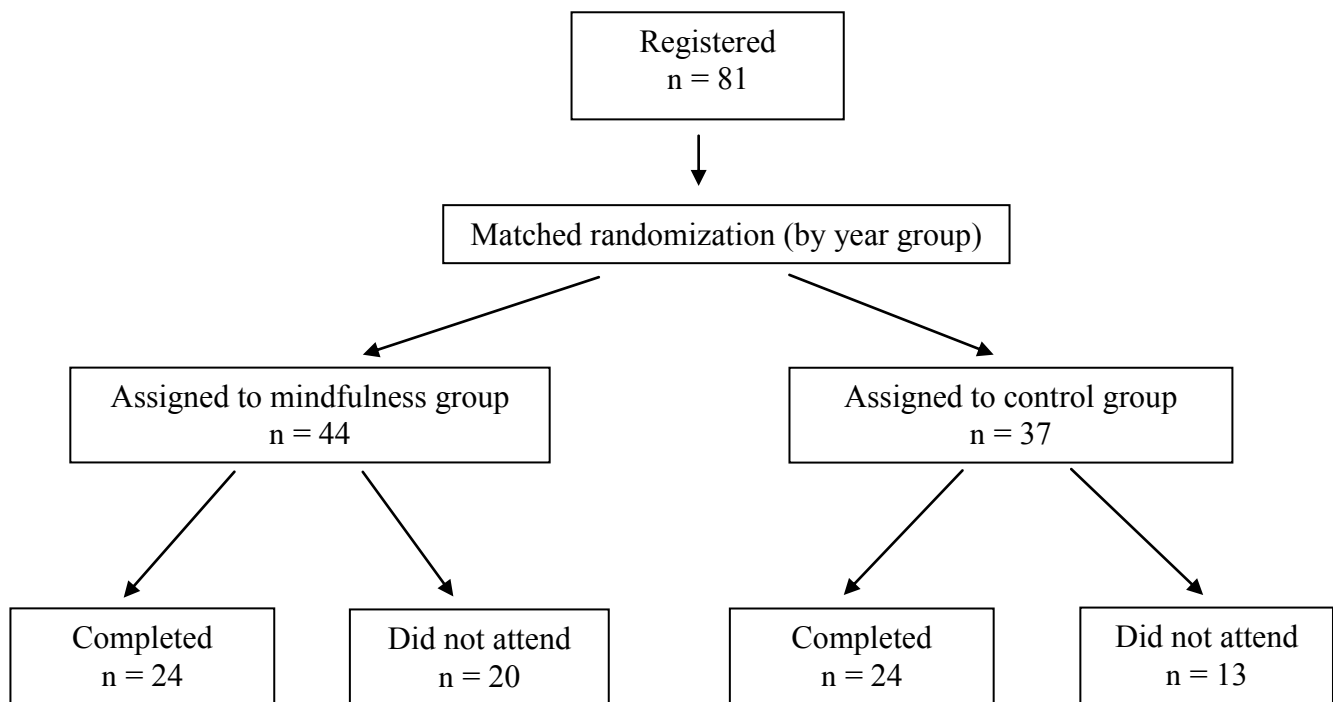 Registered
n = 81
Matched randomization (by year group)
Assigned to mindfulness group
n = 44
Assigned to control group
n = 37
Completed
n = 24
Did not attend
n = 20
Completed
n = 24
Did not attend
n = 13